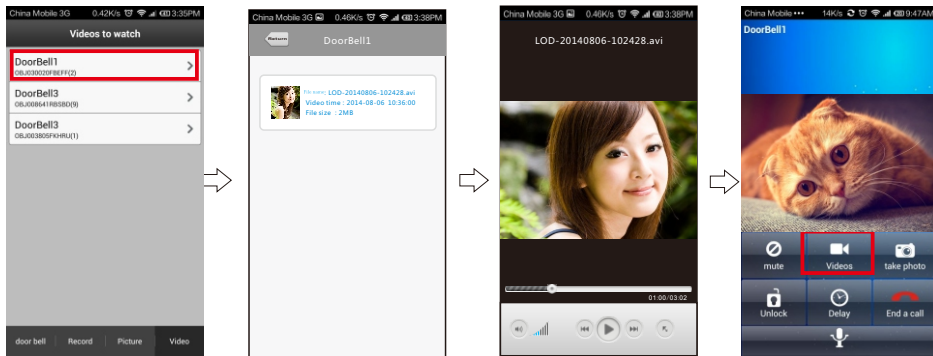 China Mobile 3G 0.42K/s 3:35PM
Videos to watch
DoorBell1
OBJ030020FBEFF(2)
DoorBell3
OBJ008641RBSBD(9)
DoorBell3
OBJ003805FKHRU(1)
door bell Record Picture Video
China Mobile 3G 0.46K/s 3:38PM
Return DoorBell1
File name: LOD-20140806-102428.avi
Video time : 2014-08-06 10:36:00
File size : 2MB
China Mobile 3G 0.46K/s 3:38PM
LOD-20140806-102428.avi
01:00/03:02
China Mobile ••• 14K/s 9:47AM
DoorBell1
mute Videos take photo
Unlock Delay End a call